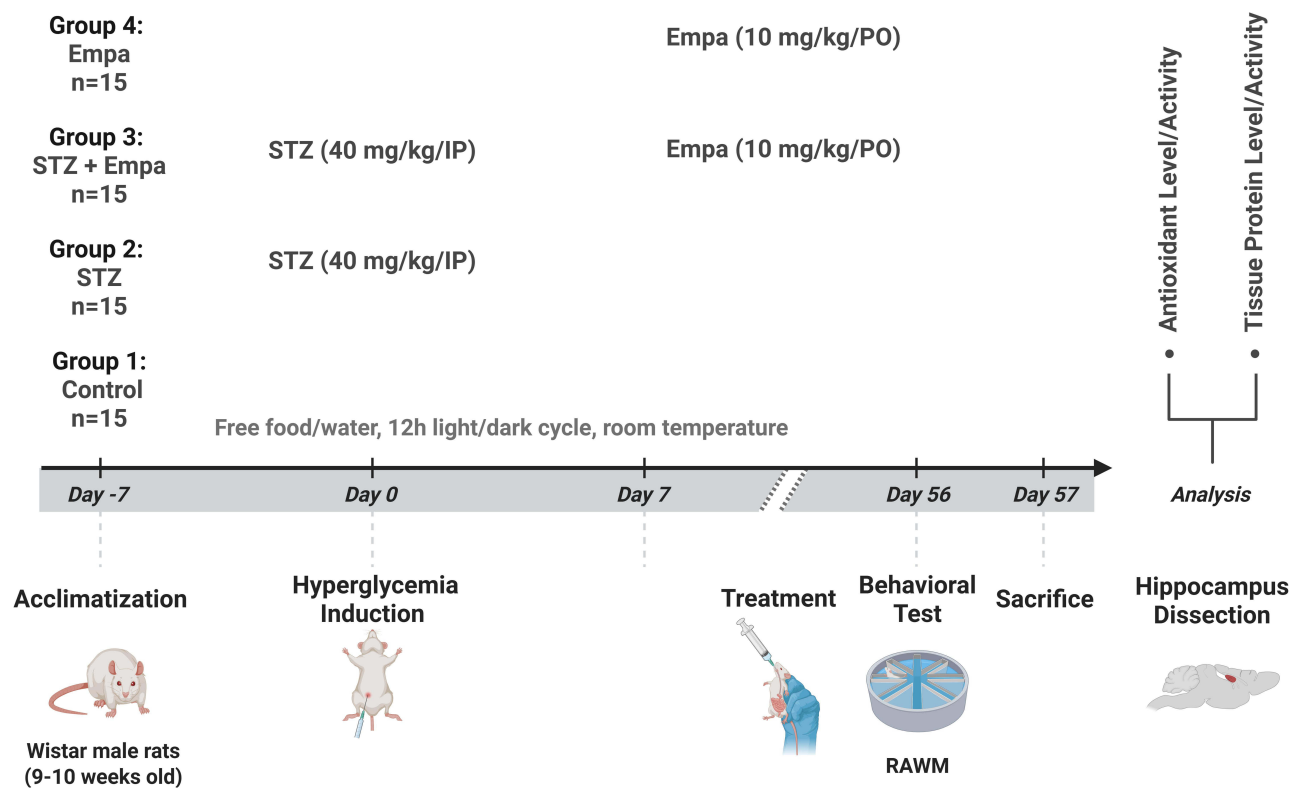 Group 4:
Empa
n=15
Empa (10 mg/kg/PO)
Group 3:
STZ + Empa
n=15
STZ (40 mg/kg/IP)
Empa (10 mg/kg/PO)
Group 2:
STZ
n=15
STZ (40 mg/kg/IP)
Group 1:
Control
n=15
Free food/water, 12h light/dark cycle, room temperature
• Antioxidant Level/Activity
• Tissue Protein Level/Activity
Day -7
Day 0
Day 7
Day 56
Day 57
Analysis
Acclimatization
Hyperglycemia
Induction
Treatment
Behavioral
Test
Sacrifice
Hippocampus
Dissection
Wistar male rats
(9-10 weeks old)
RAWM